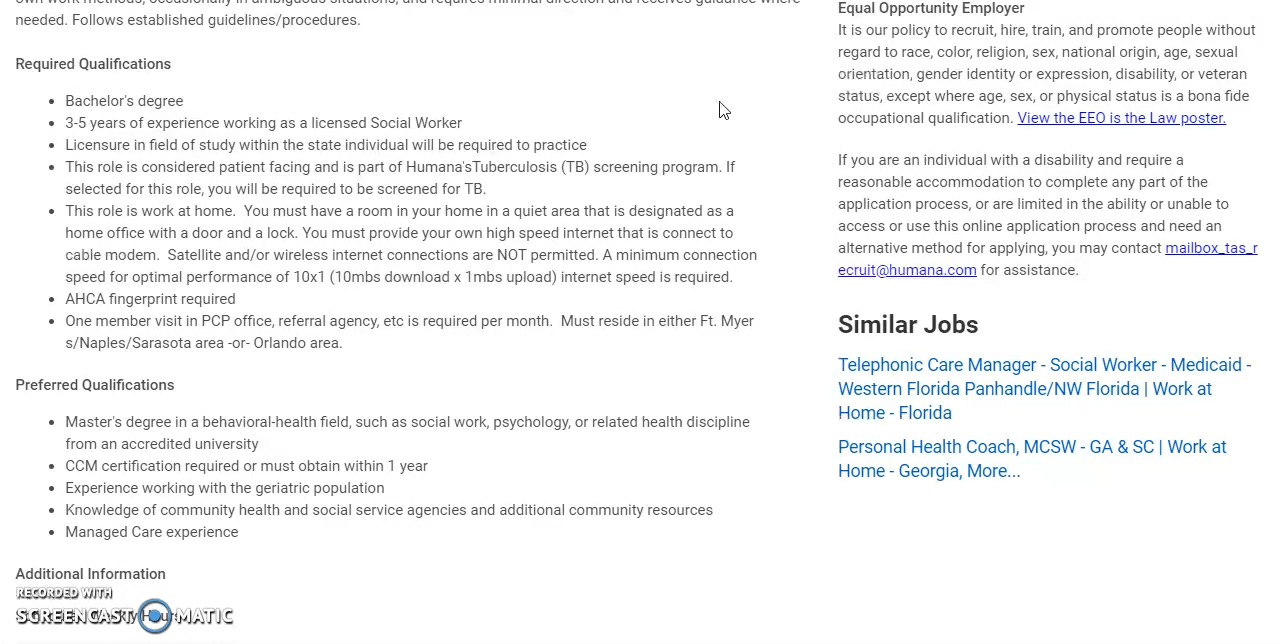 own work methods, occasionally in ambiguous situations, and requires minimal direction and receives guidance where
needed. Follows established guidelines/procedures.
Required Qualifications
Bachelor's degree
3-5 years of experience working as a licensed Social Worker
Licensure in field of study within the state individual will be required to practice
This role is considered patient facing and is part of Humana'sTuberculosis (TB) screening program. If
selected for this role, you will be required to be screened for TB.
This role is work at home.  You must have a room in your home in a quiet area that is designated as a
home office with a door and a lock. You must provide your own high speed internet that is connect to
cable modem.  Satellite and/or wireless internet connections are NOT permitted. A minimum connection
speed for optimal performance of 10x1 (10mbs download x 1mbs upload) internet speed is required.
AHCA fingerprint required
One member visit in PCP office, referral agency, etc is required per month.  Must reside in either Ft. Myer
s/Naples/Sarasota area -or- Orlando area.
Preferred Qualifications
Master's degree in a behavioral-health field, such as social work, psychology, or related health discipline
from an accredited university
CCM certification required or must obtain within 1 year
Experience working with the geriatric population
Knowledge of community health and social service agencies and additional community resources
Managed Care experience
Additional Information
RECORDED WITH
SCREENCAST MATIC
Equal Opportunity Employer
It is our policy to recruit, hire, train, and promote people without
regard to race, color, religion, sex, national origin, age, sexual
orientation, gender identity or expression, disability, or veteran
status, except where age, sex, or physical status is a bona fide
occupational qualification. View the EEO is the Law poster.
If you are an individual with a disability and require a
reasonable accommodation to complete any part of the
application process, or are limited in the ability or unable to
access or use this online application process and need an
alternative method for applying, you may contact mailbox_tas_r
ecruit@humana.com for assistance.
Similar Jobs
Telephonic Care Manager - Social Worker - Medicaid -
Western Florida Panhandle/NW Florida | Work at
Home - Florida
Personal Health Coach, MCSW - GA & SC | Work at
Home - Georgia, More...